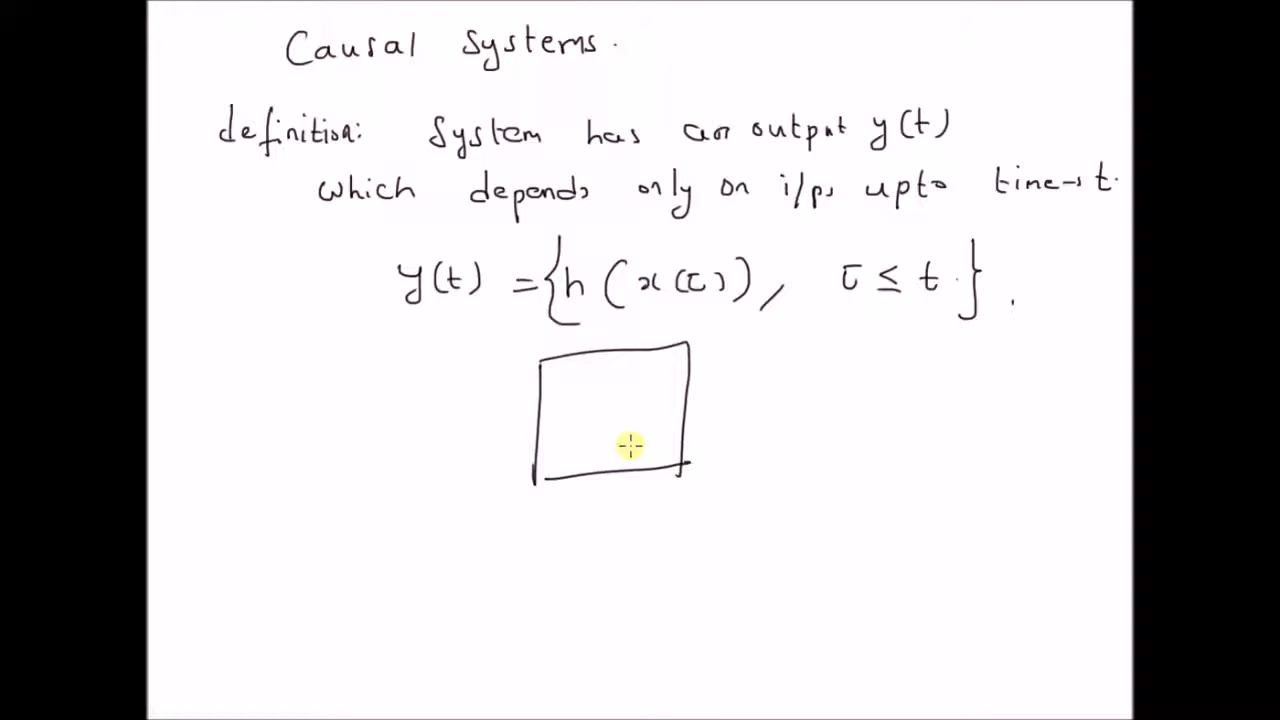 Causal Systems.
definition: System has an output y(t)
which depends only on i/ps upto time → t.
y(t) = {h (x(τ)), τ ≤ t.}.